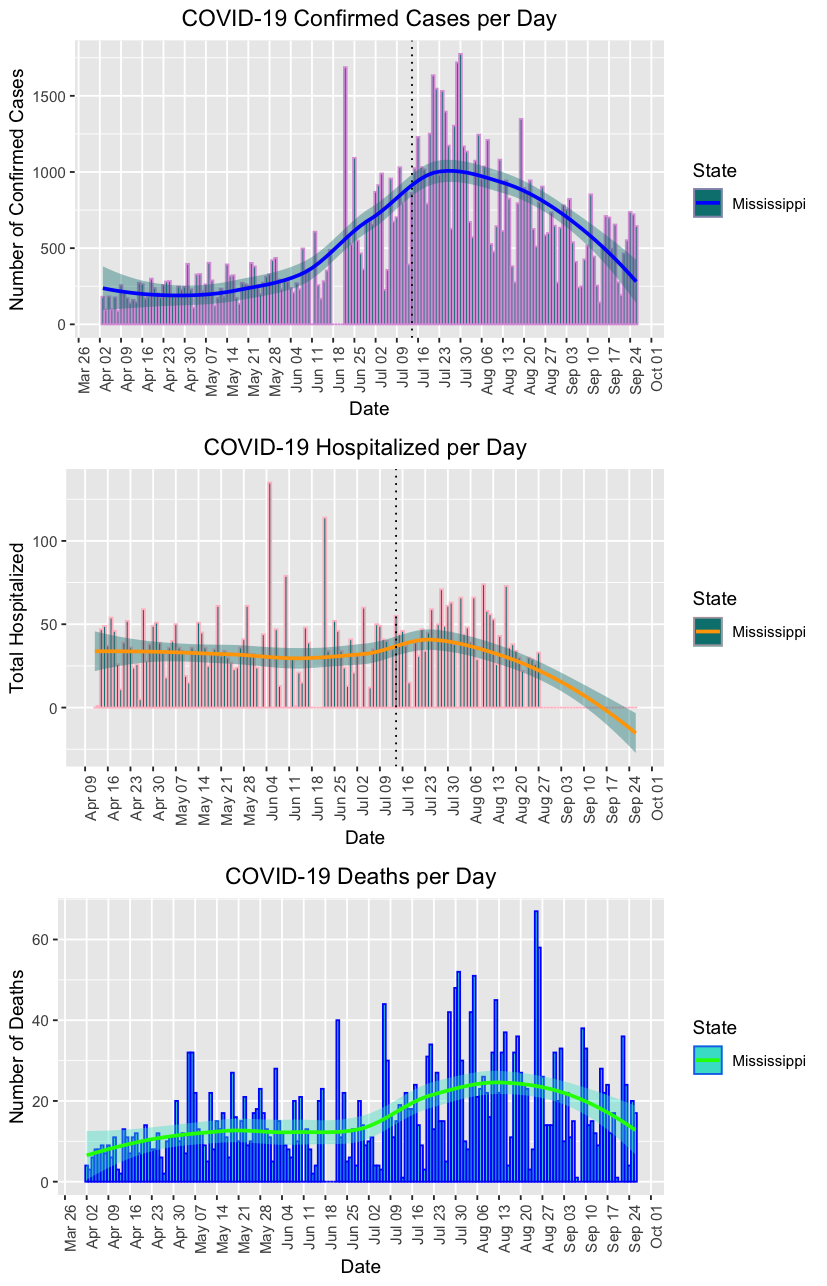 COVID-19 Confirmed Cases per Day
Number of Confirmed Cases
1500
1000
500
0
Mar 26
Apr 02
Apr 09
Apr 16
Apr 23
Apr 30
May 07
May 14
May 21
May 28
Jun 04
Jun 11
Jun 18
Jun 25
Jul 02
Jul 09
Jul 16
Jul 23
Jul 30
Aug 06
Aug 13
Aug 20
Aug 27
Sep 03
Sep 10
Sep 17
Sep 24
Oct 01
Date
State
Mississippi
COVID-19 Hospitalized per Day
Total Hospitalized
100
50
0
Apr 09
Apr 16
Apr 23
Apr 30
May 07
May 14
May 21
May 28
Jun 04
Jun 11
Jun 18
Jun 25
Jul 02
Jul 09
Jul 16
Jul 23
Jul 30
Aug 06
Aug 13
Aug 20
Aug 27
Sep 03
Sep 10
Sep 17
Sep 24
Oct 01
Date
State
Mississippi
COVID-19 Deaths per Day
Number of Deaths
60
40
20
0
Mar 26
Apr 02
Apr 09
Apr 16
Apr 23
Apr 30
May 07
May 14
May 21
May 28
Jun 04
Jun 11
Jun 18
Jun 25
Jul 02
Jul 09
Jul 16
Jul 23
Jul 30
Aug 06
Aug 13
Aug 20
Aug 27
Sep 03
Sep 10
Sep 17
Sep 24
Oct 01
Date
State
Mississippi